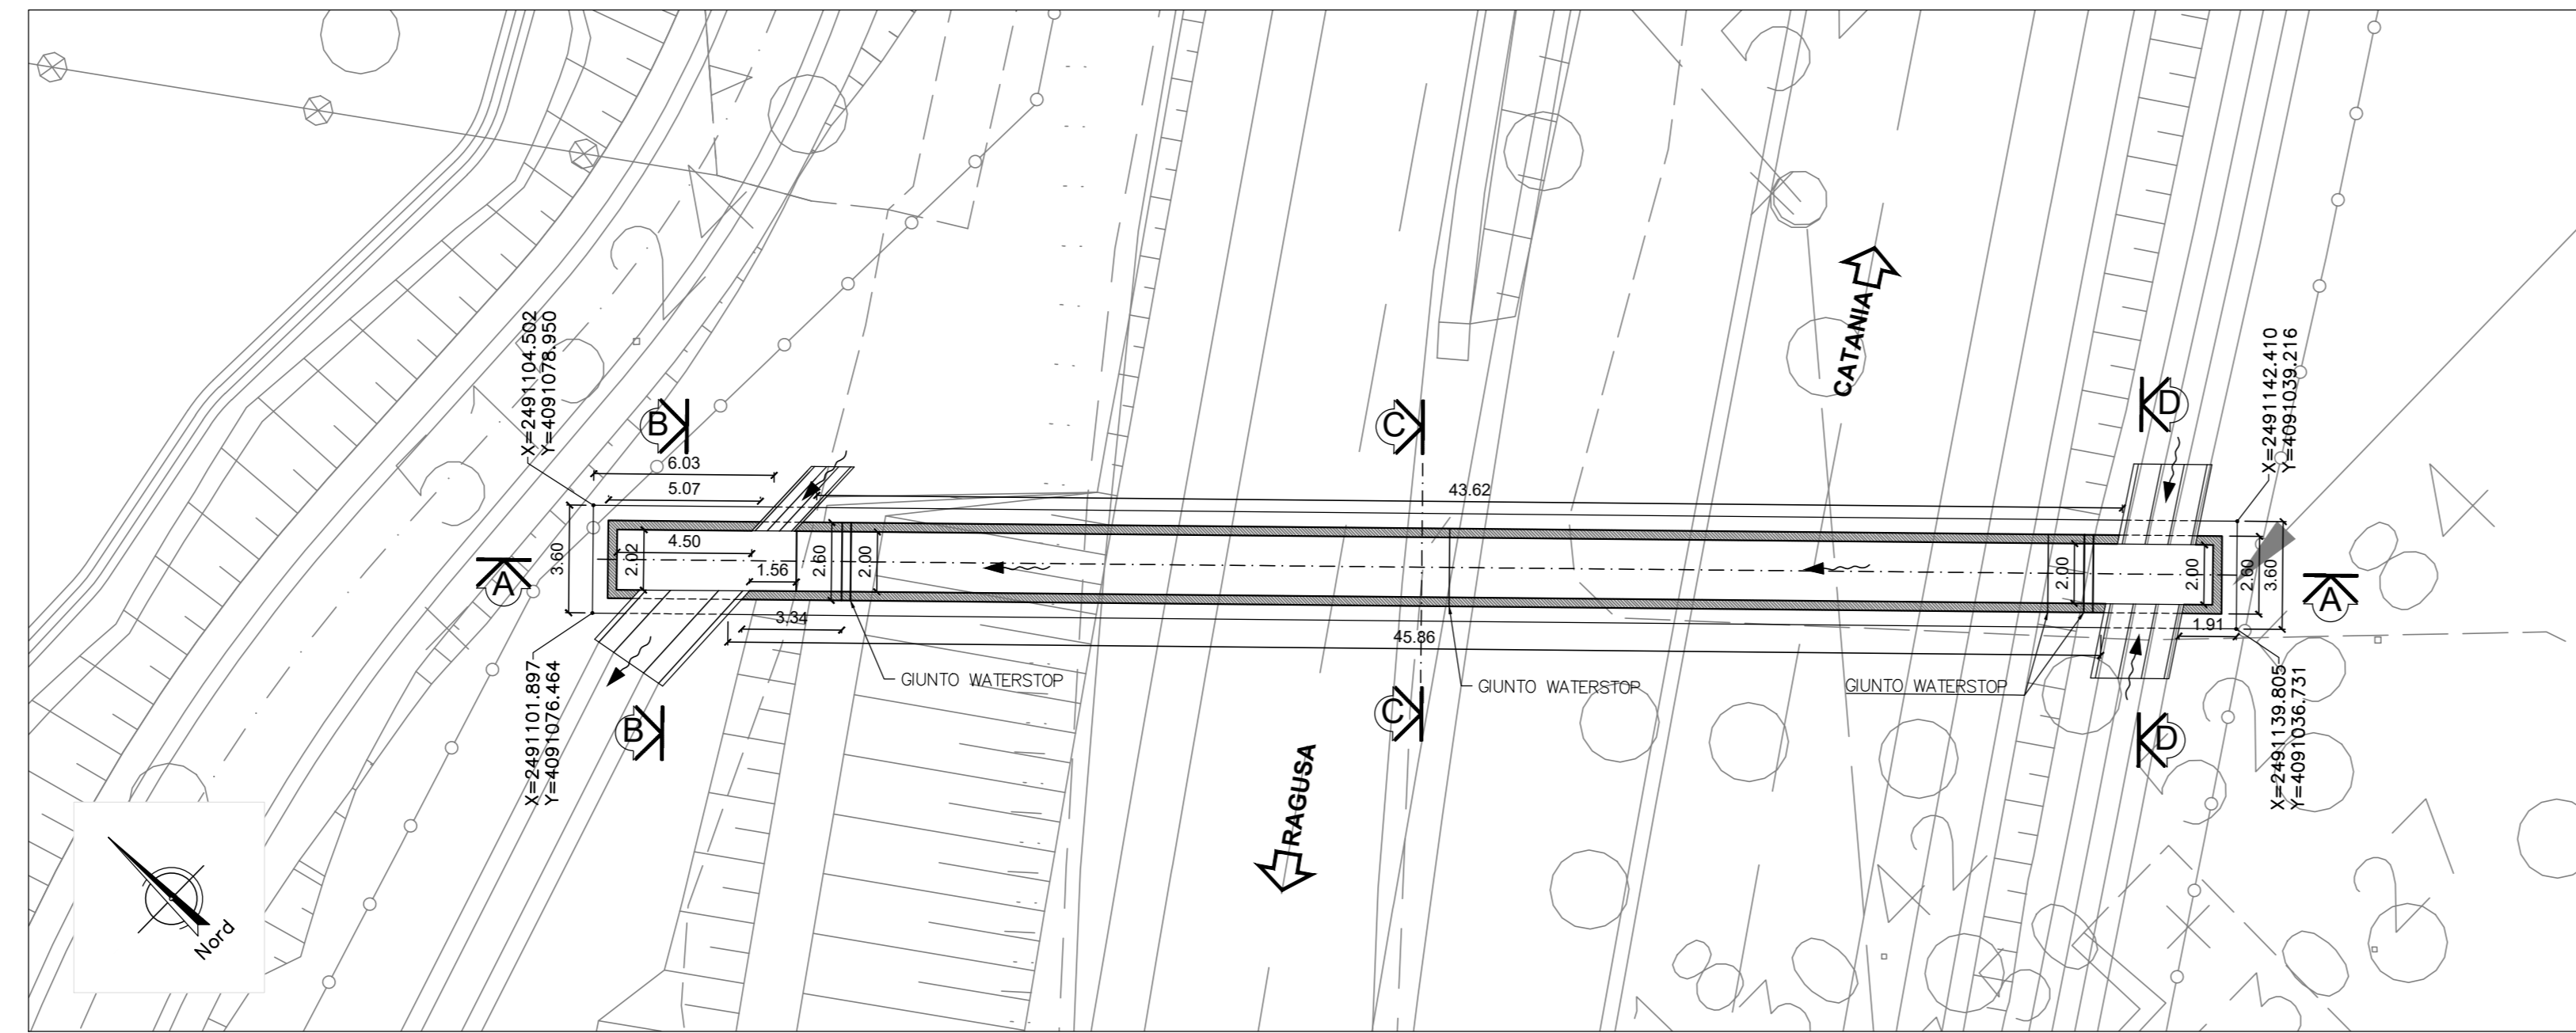 CATANIA
X=2491104.502
Y=4091078.950
X=2491142.410
Y=4091039.216
B
C
D
6.03
5.07
43.62
3.60
2.02
4.50
1.56
2.60
2.00
2.00
2.00
2.60
3.60
A
A
3.34
45.86
1.91
GIUNTO WATERSTOP
GIUNTO WATERSTOP
GIUNTO WATERSTOP
X=2491101.897
Y=4091076.464
X=2491139.805
Y=4091036.731
B
C
D
RAGUSA
Nord